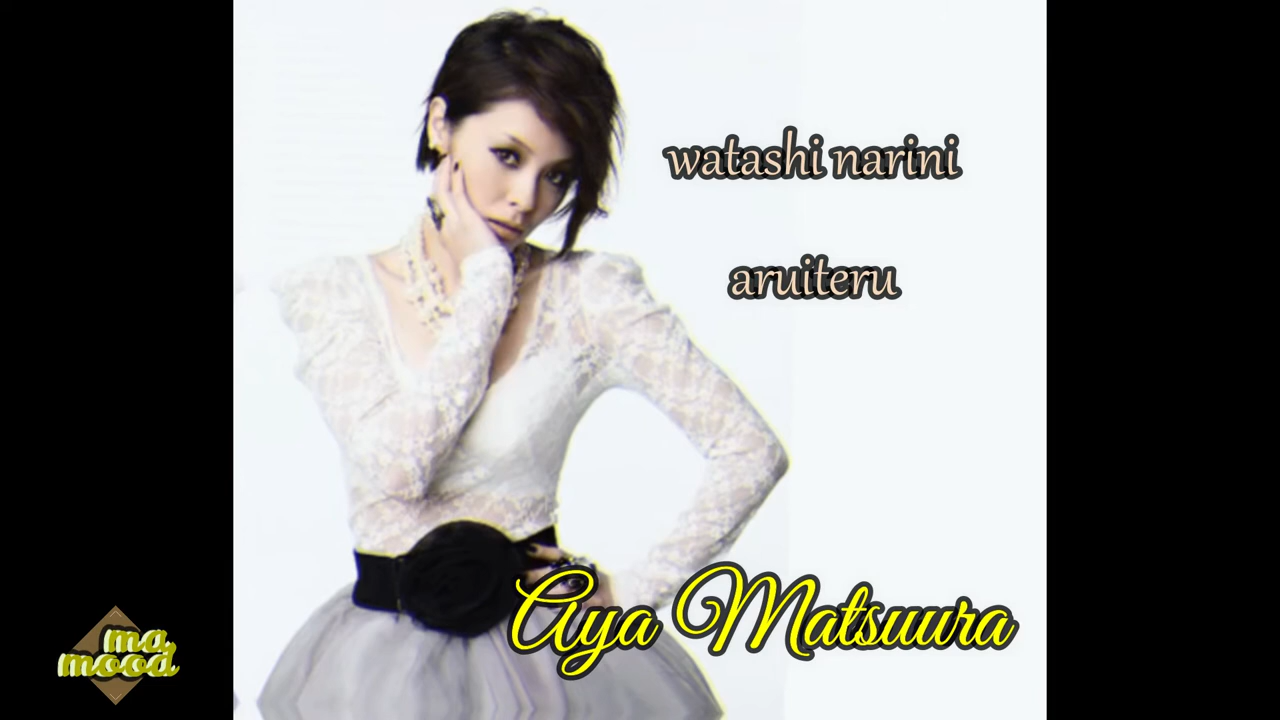 watashi narini
aruiteru
Aya Matsuura
ma
mood